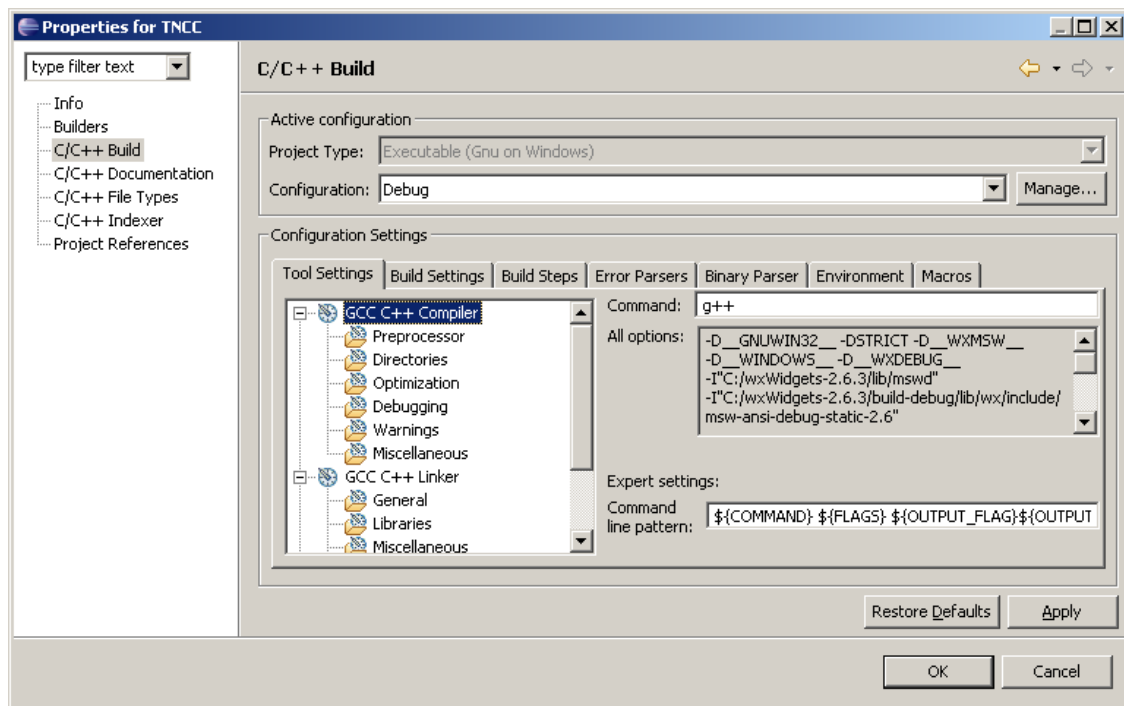 Properties for TNCC
type filter text
C/C++ Build
Info
Builders
C/C++ Build
C/C++ Documentation
C/C++ File Types
C/C++ Indexer
Project References
Active configuration
Project Type: Executable (Gnu on Windows)
Configuration: Debug Manage...
Configuration Settings
Tool Settings Build Settings Build Steps Error Parsers Binary Parser Environment Macros
GCC C++ Compiler
Preprocessor
Directories
Optimization
Debugging
Warnings
Miscellaneous
GCC C++ Linker
General
Libraries
Miscellaneous
Command: g++
All options: -D__GNUWIN32__ -DSTRICT -D__WXMSW__
-D__WINDOWS__ -D__WXDEBUG__
-I"C:/wxWidgets-2.6.3/lib/mswd"
-I"C:/wxWidgets-2.6.3/build-debug/lib/wx/include/
msw-ansi-debug-static-2.6"
Expert settings:
Command
line pattern: ${COMMAND} ${FLAGS} ${OUTPUT_FLAG}${OUTPUT
Restore Defaults Apply
OK Cancel